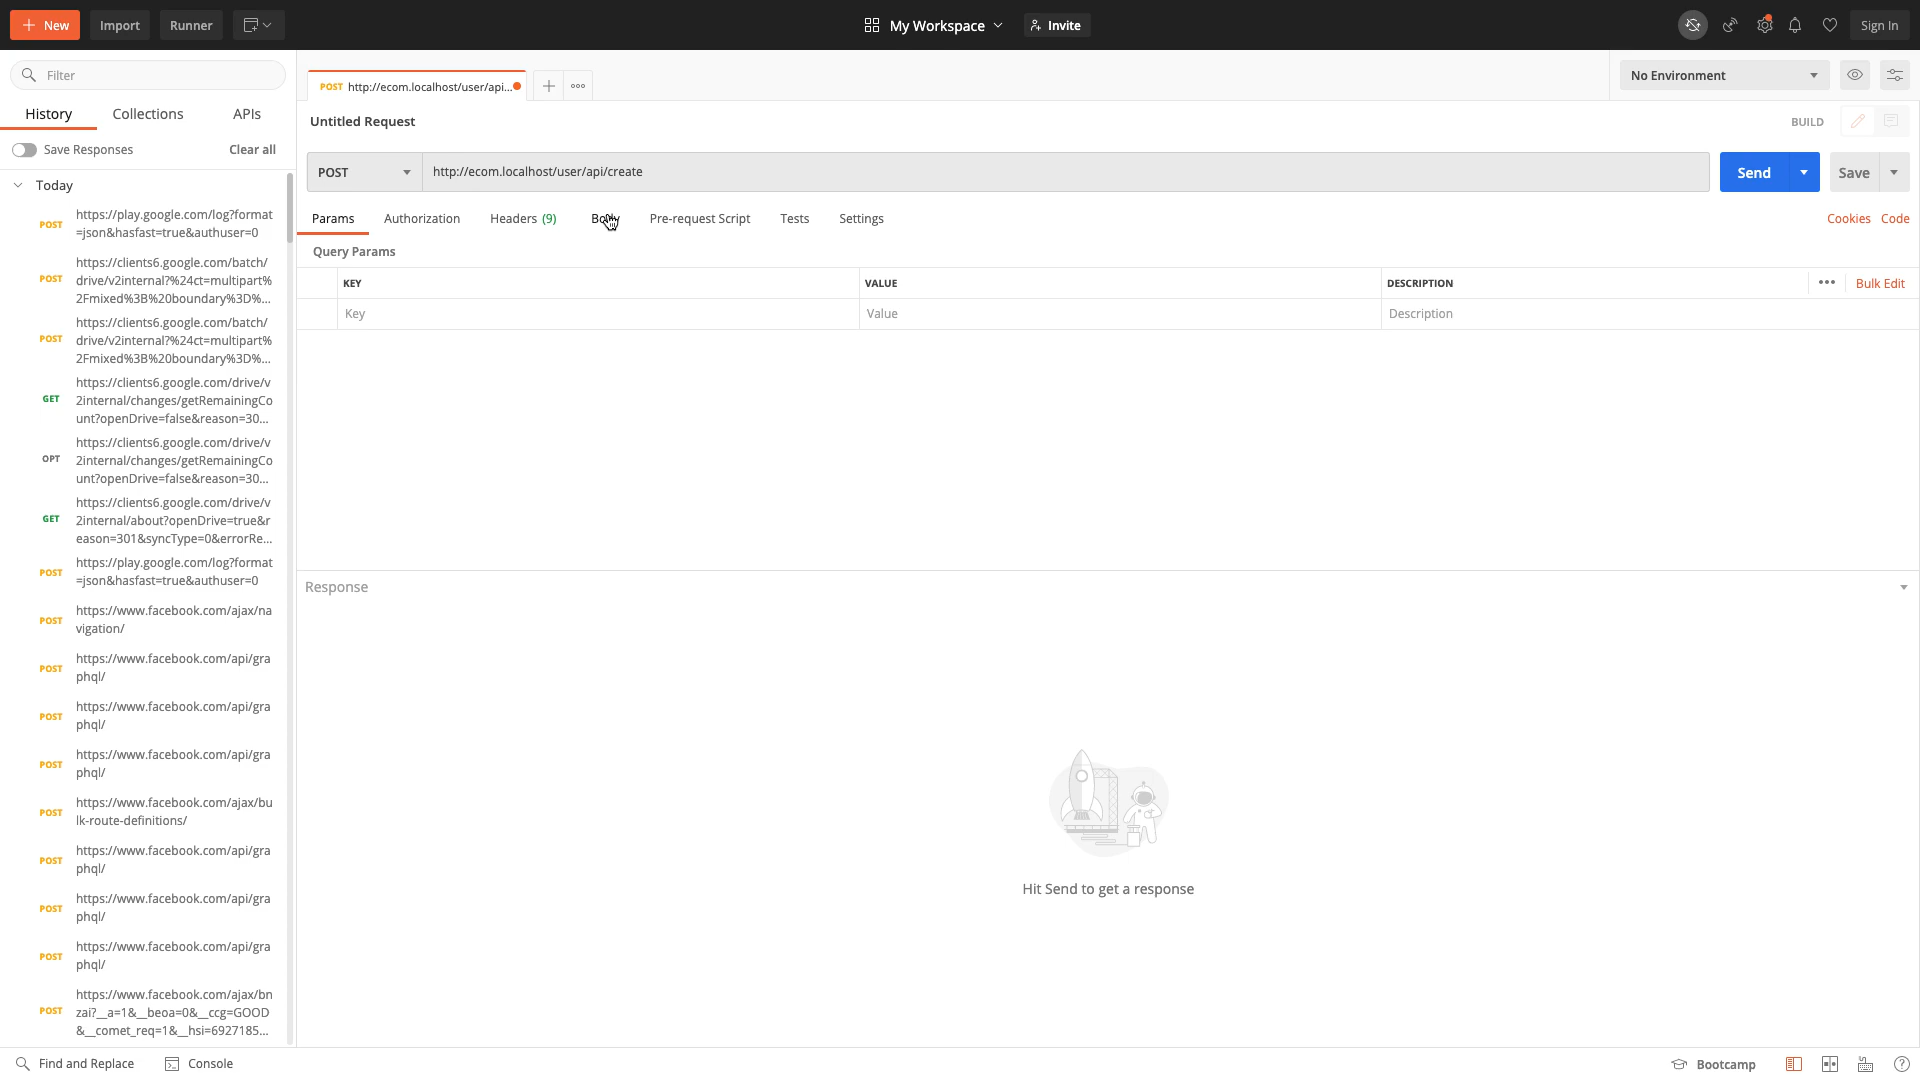 New
Import
Runner
My Workspace
Invite
Sign In
Filter
History
Collections
APIs
Save Responses
Clear all
Today
POST
https://play.google.com/log?format
=json&hasfast=true&authuser=0
POST
https://clients6.google.com/batch/
drive/v2internal?%24ct=multipart%
2Fmixed%3B%20boundary%3D%...
POST
https://clients6.google.com/batch/
drive/v2internal?%24ct=multipart%
2Fmixed%3B%20boundary%3D%...
GET
https://clients6.google.com/drive/v
2internal/changes/getRemainingCo
unt?openDrive=false&reason=30...
OPT
https://clients6.google.com/drive/v
2internal/changes/getRemainingCo
unt?openDrive=false&reason=30...
GET
https://clients6.google.com/drive/v
2internal/about?openDrive=true&r
eason=301&syncType=0&errorRe...
POST
https://play.google.com/log?format
=json&hasfast=true&authuser=0
POST
https://www.facebook.com/ajax/na
vigation/
POST
https://www.facebook.com/api/gra
phql/
POST
https://www.facebook.com/api/gra
phql/
POST
https://www.facebook.com/api/gra
phql/
POST
https://www.facebook.com/ajax/bu
lk-route-definitions/
POST
https://www.facebook.com/api/gra
phql/
POST
https://www.facebook.com/api/gra
phql/
POST
https://www.facebook.com/api/gra
phql/
POST
https://www.facebook.com/ajax/bn
zai?__a=1&__beoa=0&__ccg=GOOD
&__comet_req=1&__hsi=6927185...
POST http://ecom.localhost/user/api...
No Environment
Untitled Request
BUILD
POST
http://ecom.localhost/user/api/create
Send
Save
Params
Authorization
Headers (9)
Body
Pre-request Script
Tests
Settings
Cookies
Code
Query Params
KEY
VALUE
DESCRIPTION
Bulk Edit
Key
Value
Description
Response
Hit Send to get a response
Find and Replace
Console
Bootcamp